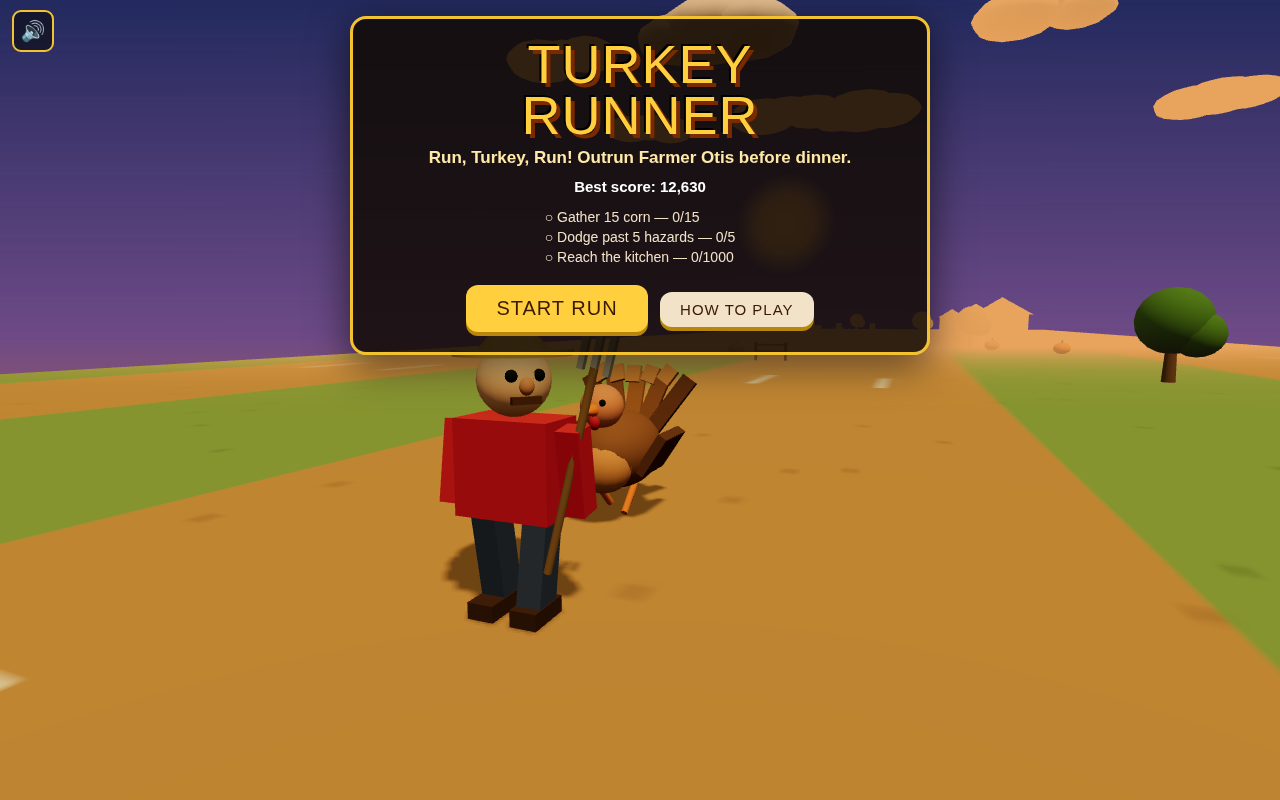 TURKEY
RUNNER
Run, Turkey, Run! Outrun Farmer Otis before dinner.
Best score: 12,630
○ Gather 15 corn — 0/15
○ Dodge past 5 hazards — 0/5
○ Reach the kitchen — 0/1000
START RUN
HOW TO PLAY